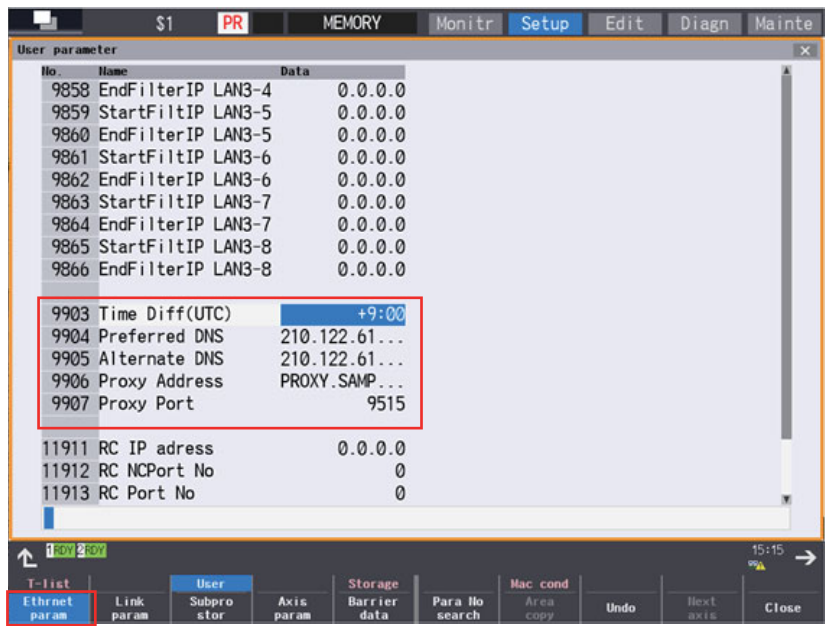 $1 PR MEMORY Monitr Setup Edit Diagn Mainte
User parameter
No. Name Data
9858 EndFilterIP LAN3-4 0.0.0.0
9859 StartFiltIP LAN3-5 0.0.0.0
9860 EndFilterIP LAN3-5 0.0.0.0
9861 StartFiltIP LAN3-6 0.0.0.0
9862 EndFilterIP LAN3-6 0.0.0.0
9863 StartFiltIP LAN3-7 0.0.0.0
9864 EndFilterIP LAN3-7 0.0.0.0
9865 StartFiltIP LAN3-8 0.0.0.0
9866 EndFilterIP LAN3-8 0.0.0.0
9903 Time Diff(UTC) +9:00
9904 Preferred DNS 210.122.61...
9905 Alternate DNS 210.122.61...
9906 Proxy Address PROXY.SAMP...
9907 Proxy Port 9515
11911 RC IP adress 0.0.0.0
11912 RC NCPort No 0
11913 RC Port No 0
1RDY 2RDY 15:15
T-list User Storage Mac cond
Ethrnet param Link param Subpro stor Axis param Barrier data Para No search Area copy Undo Next axis Close